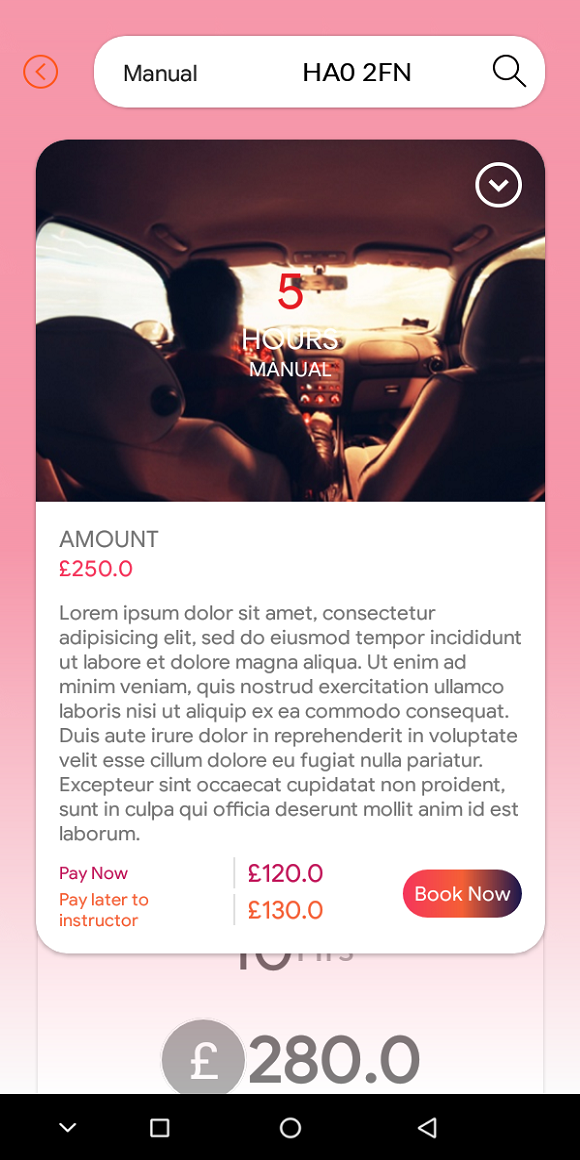 Manual HA0 2FN
5
HOURS
MANUAL
AMOUNT
£250.0
Lorem ipsum dolor sit amet, consectetur
adipisicing elit, sed do eiusmod tempor incididunt
ut labore et dolore magna aliqua. Ut enim ad
minim veniam, quis nostrud exercitation ullamco
laboris nisi ut aliquip ex ea commodo consequat.
Duis aute irure dolor in reprehenderit in voluptate
velit esse cillum dolore eu fugiat nulla pariatur.
Excepteur sint occaecat cupidatat non proident,
sunt in culpa qui officia deserunt mollit anim id est
laborum.
Pay Now £120.0
Pay later to
instructor £130.0
Book Now
£ 280.0